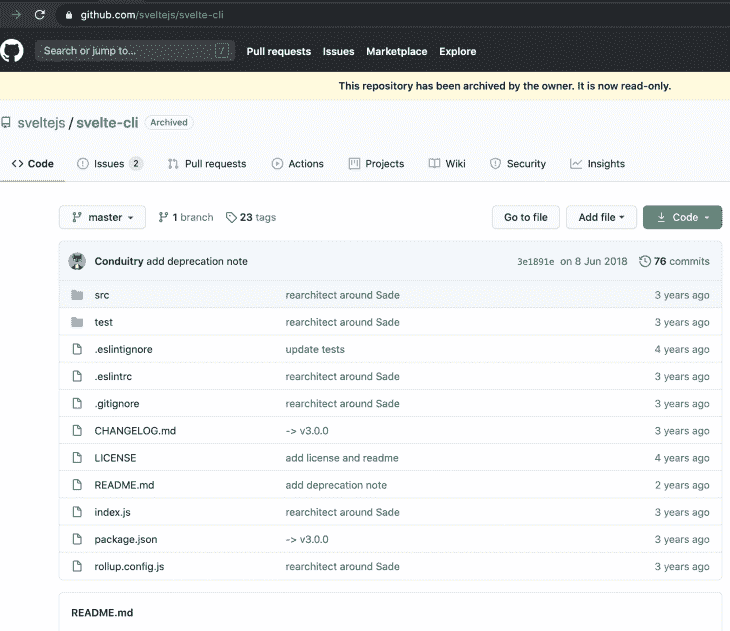 github.com/sveltejs/svelte-cli
Search or jump to... / Pull requests Issues Marketplace Explore
This repository has been archived by the owner. It is now read-only.
sveltejs / svelte-cli Archived
<> Code Issues 2 Pull requests Actions Projects Wiki Security Insights
master 1 branch 23 tags Go to file Add file Code
Conduitry add deprecation note 3e1891e on 8 Jun 2018 76 commits
src rearchitect around Sade 3 years ago
test rearchitect around Sade 3 years ago
.eslintignore update tests 4 years ago
.eslintrc rearchitect around Sade 3 years ago
.gitignore rearchitect around Sade 3 years ago
CHANGELOG.md -> v3.0.0 3 years ago
LICENSE add license and readme 4 years ago
README.md add deprecation note 2 years ago
index.js rearchitect around Sade 3 years ago
package.json -> v3.0.0 3 years ago
rollup.config.js rearchitect around Sade 3 years ago
README.md